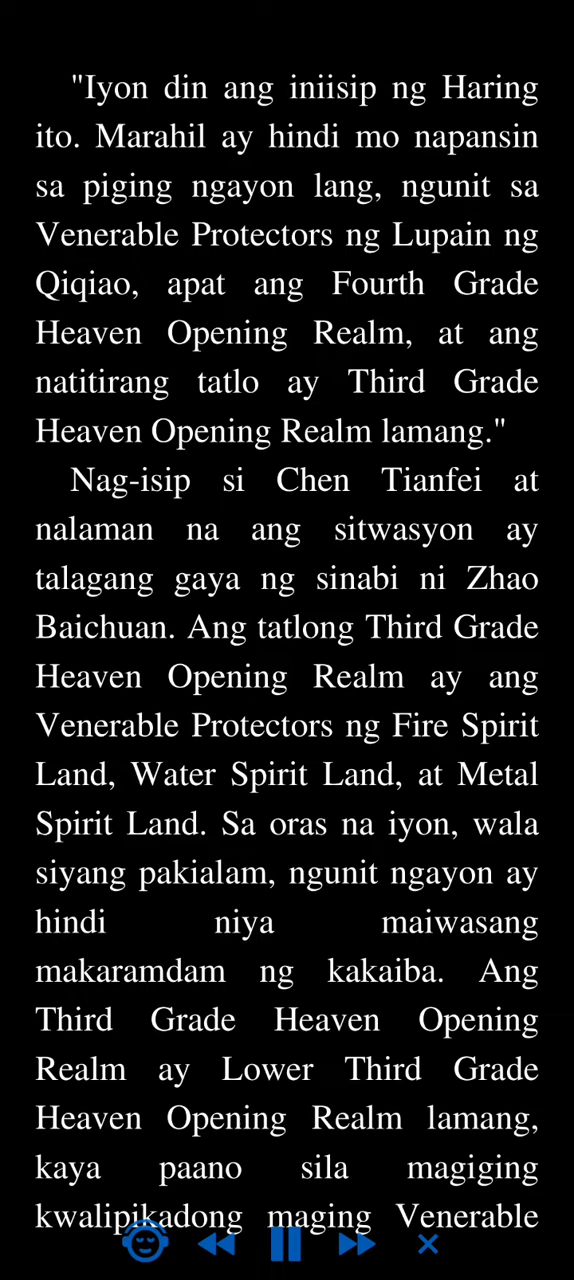 "Iyon din ang iniisip ng Haring
ito. Marahil ay hindi mo napansin
sa piging ngayon lang, ngunit sa
Venerable Protectors ng Lupain ng
Qiqiao, apat ang Fourth Grade
Heaven Opening Realm, at ang
natitirang tatlo ay Third Grade
Heaven Opening Realm lamang."
Nag-isip si Chen Tianfei at
nalaman na ang sitwasyon ay
talagang gaya ng sinabi ni Zhao
Baichuan. Ang tatlong Third Grade
Heaven Opening Realm ay ang
Venerable Protectors ng Fire Spirit
Land, Water Spirit Land, at Metal
Spirit Land. Sa oras na iyon, wala
siyang pakialam, ngunit ngayon ay
hindi niya maiwasang
makaramdam ng kakaiba. Ang
Third Grade Heaven Opening
Realm ay Lower Third Grade
Heaven Opening Realm lamang,
kaya paano sila magiging
kwalipikadong maging Venerable